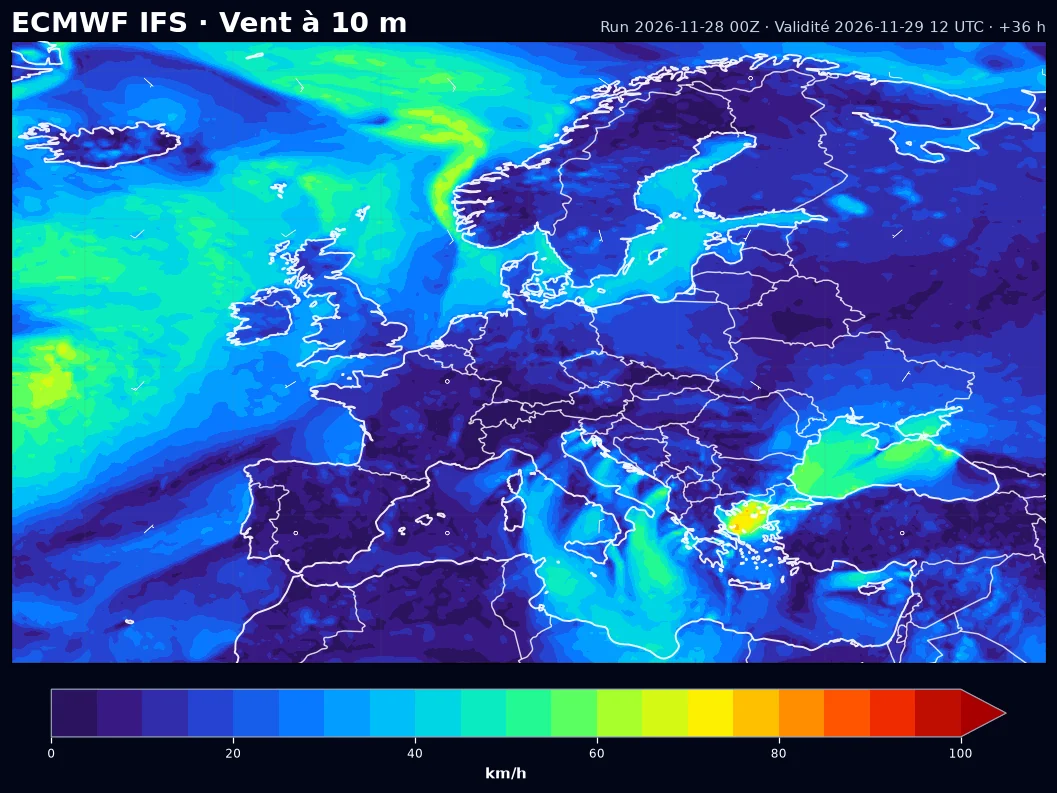 ECMWF IFS · Vent à 10 m
Run 2026-11-28 00Z · Validité 2026-11-29 12 UTC · +36 h
0 20 40 60 80 100
km/h